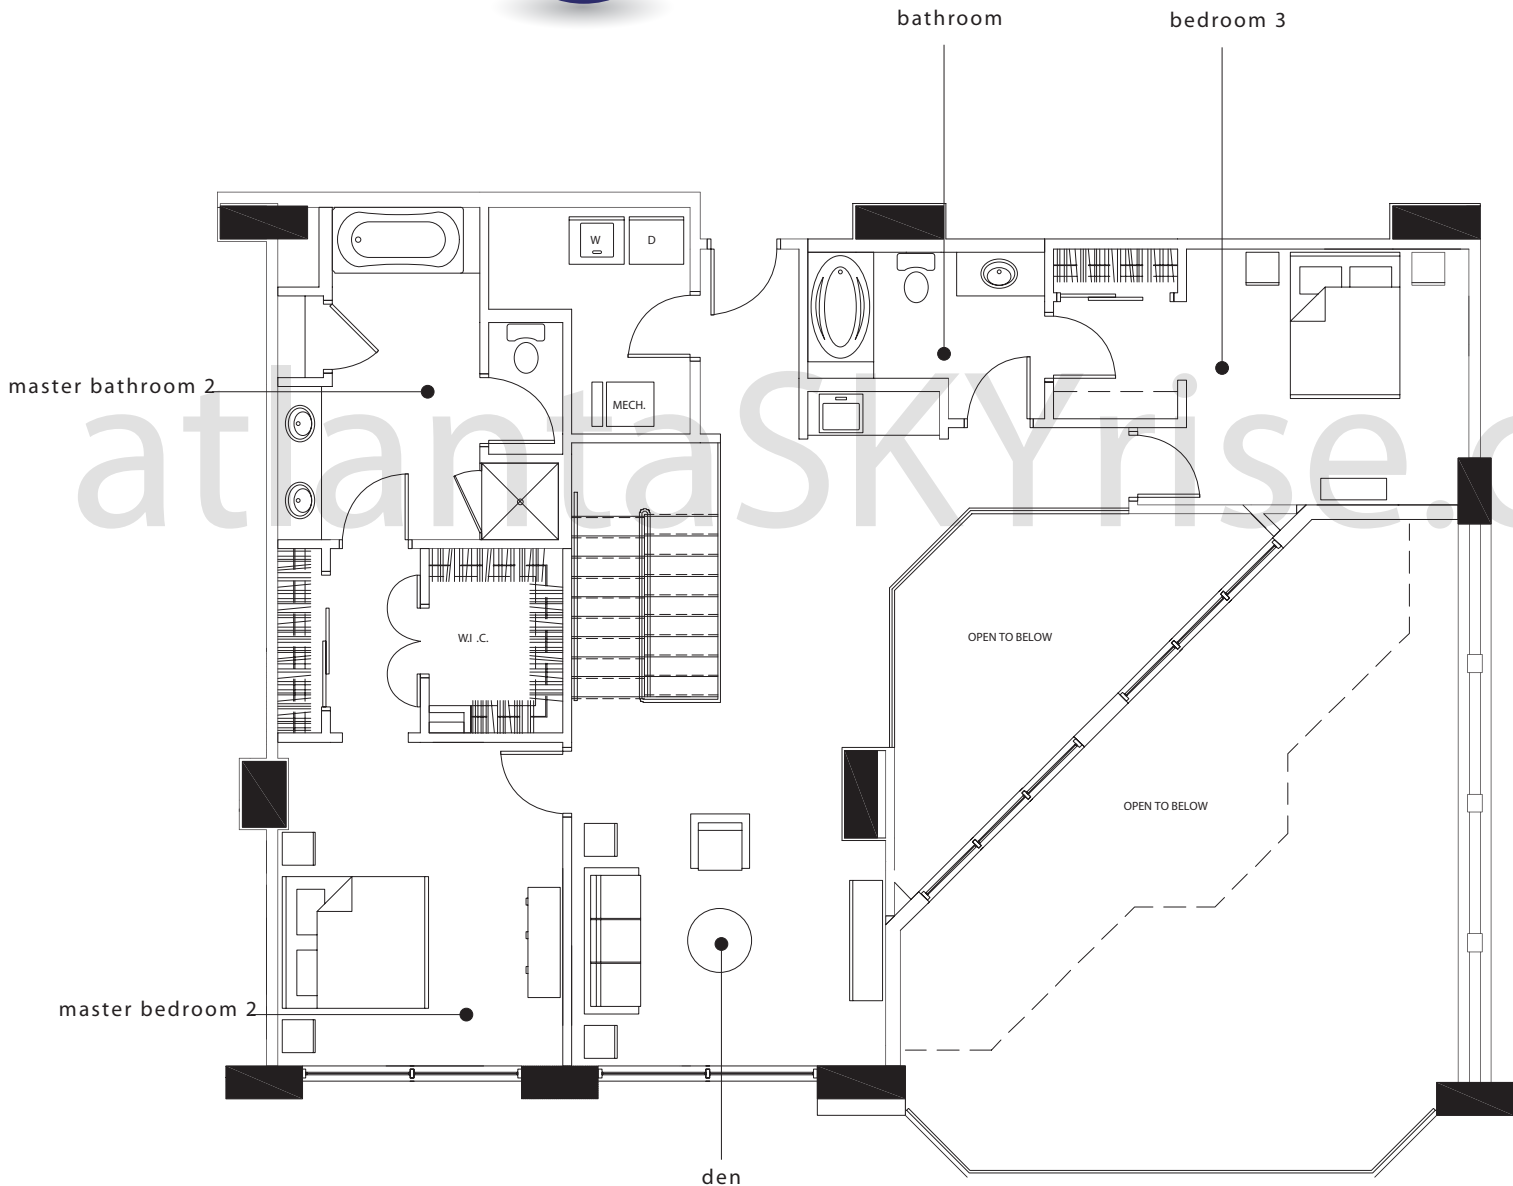 bathroom
bedroom 3
W
D
master bathroom 2
MECH.
atlantaSKYrise.c
W.I .C.
OPEN TO BELOW
OPEN TO BELOW
master bedroom 2
den